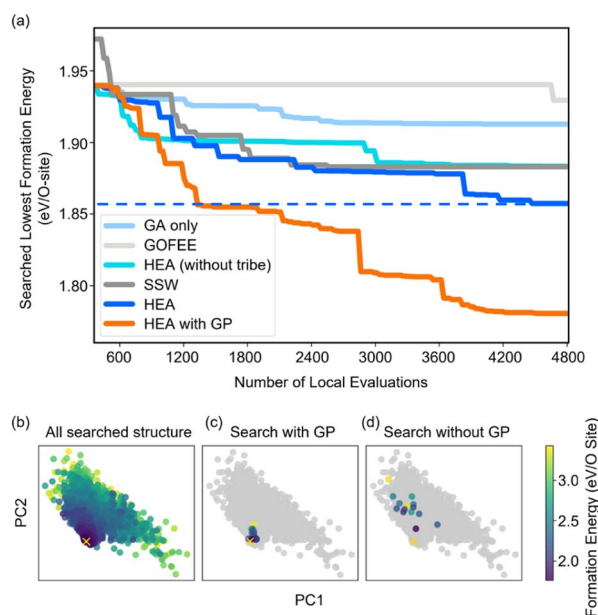 (a)
1.95
1.90
1.85
1.80
Searched Lowest Formation Energy
(eV/O-site)
GA only
GOFEE
HEA (without tribe)
SSW
HEA
HEA with GP
600 1200 1800 2400 3000 3600 4200 4800
Number of Local Evaluations
(b) All searched structure
(c) Search with GP
(d) Search without GP
PC2
PC1
3.0
2.5
2.0
Formation Energy (eV/O Site)